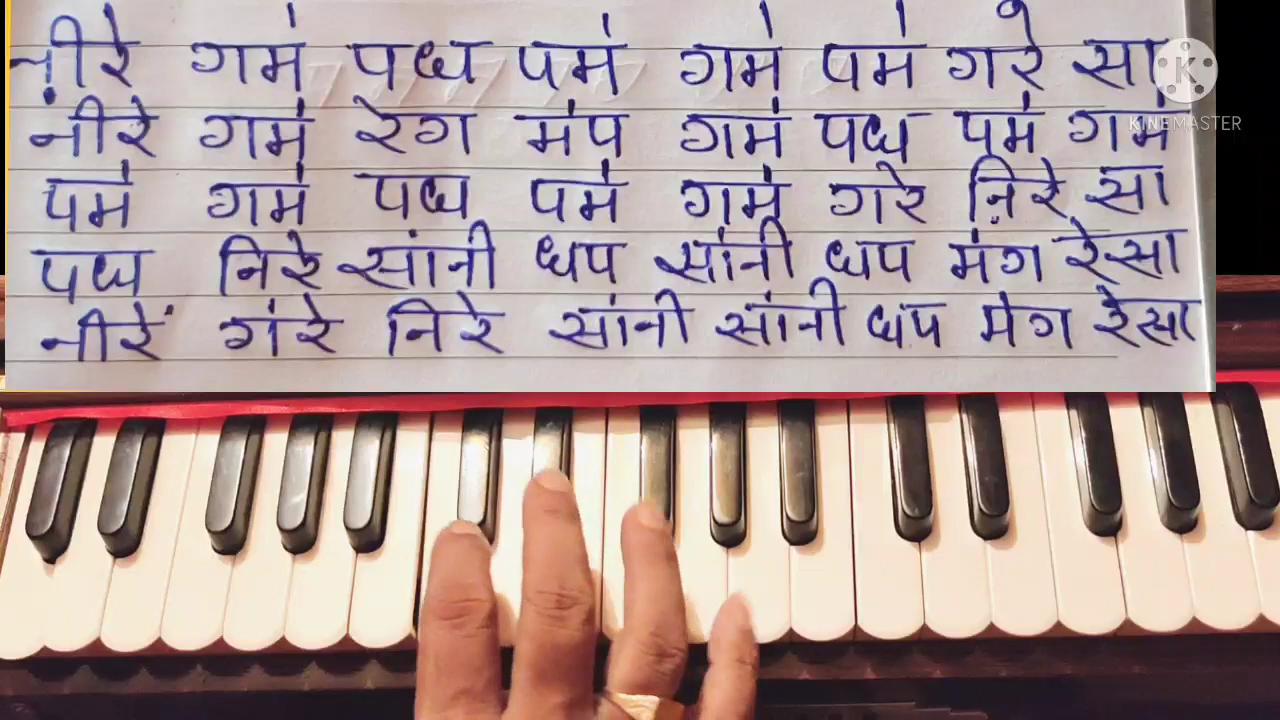 नी़रे गमं पध पमं गमं पमं गरे सा
नी़रे गमं रेग मंप गमं पध पमं गमं
पमं गमं पध पमं गमं गरे नि़रे सा
पध निरें सांनी धप सांनी धप मंग रेसा
नीरें गंरे निरे सांनी सांनी धप मंग रेसा
K
KINEMASTER